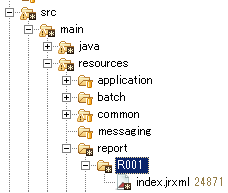 src
main
java
resources
application
batch
common
messaging
report
R001
index.jrxml 24871